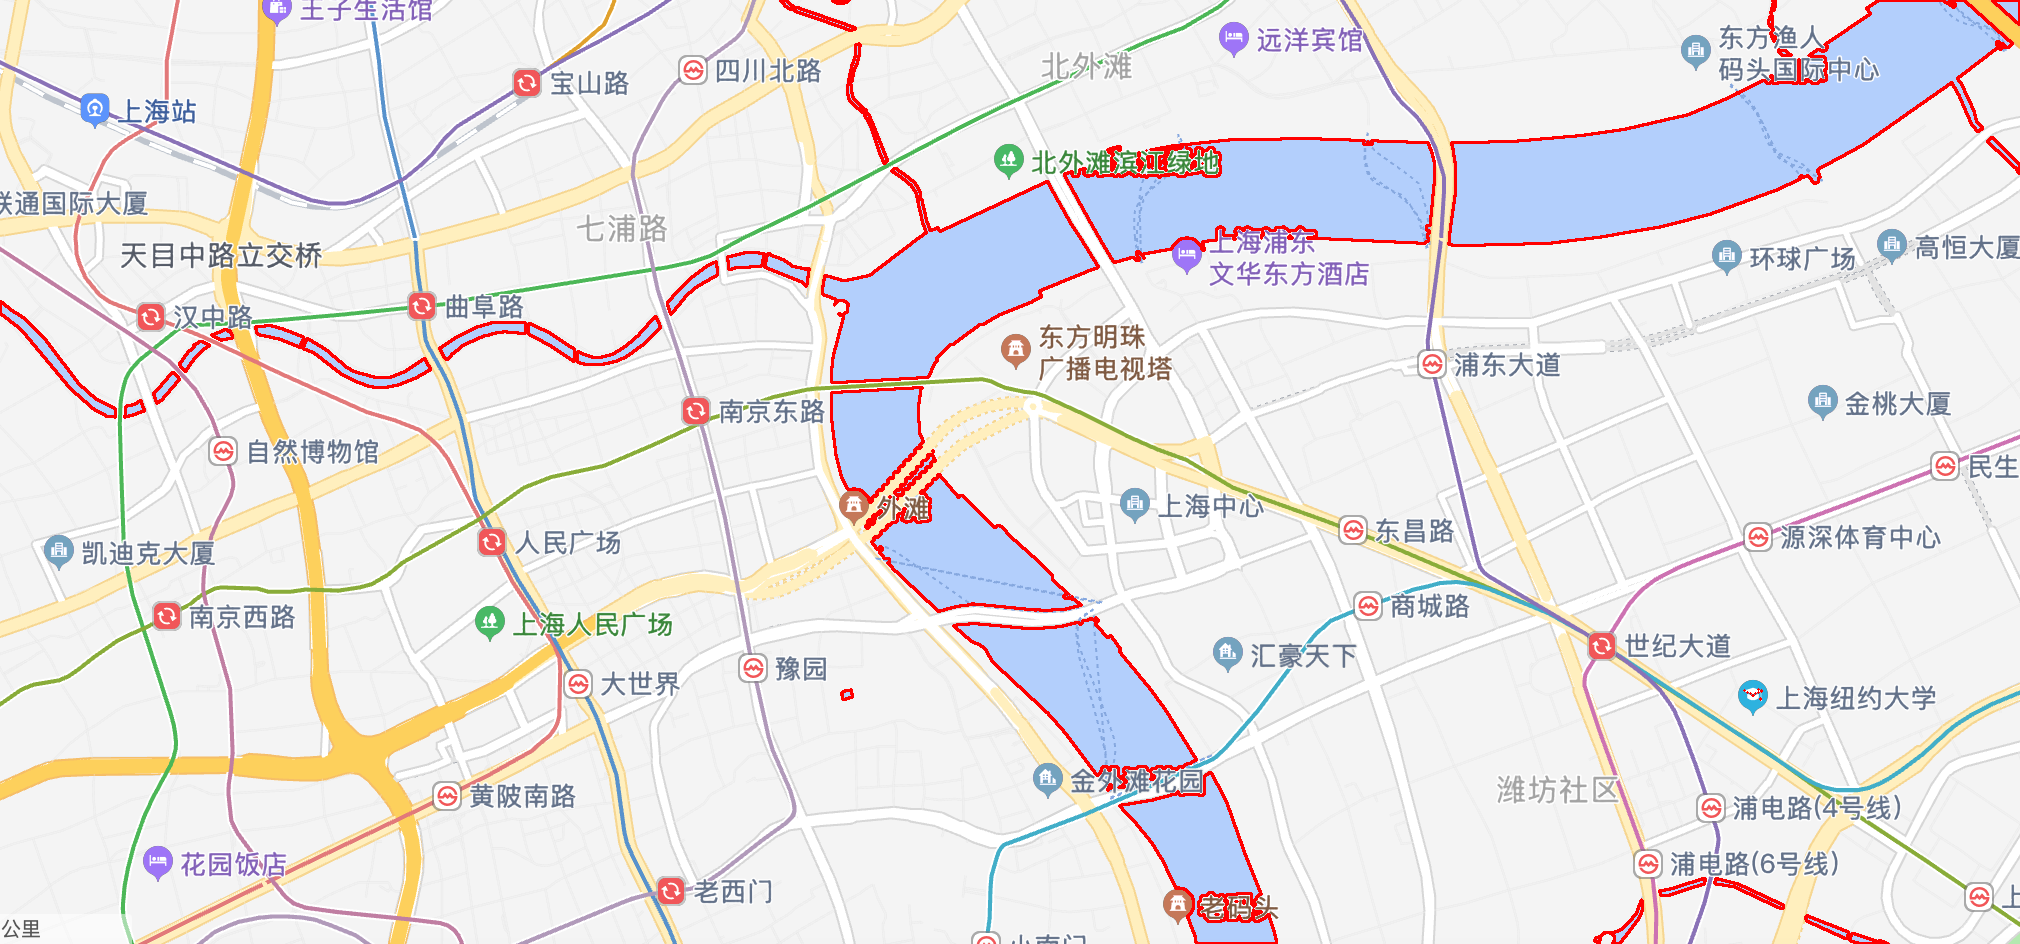 王子生活馆
宝山路
四川北路
北外滩
远洋宾馆
东方渔人
码头国际中心
上海站
北外滩滨江绿地
联通国际大厦
七浦路
天目中路立交桥
上海浦东
文华东方酒店
环球广场
高恒大厦
汉中路
曲阜路
东方明珠
广播电视塔
浦东大道
南京东路
金桃大厦
自然博物馆
民生
外滩
上海中心
东昌路
源深体育中心
凯迪克大厦
人民广场
南京西路
上海人民广场
商城路
汇豪天下
世纪大道
大世界
豫园
上海纽约大学
金外滩花园
黄陂南路
潍坊社区
浦电路(4号线)
花园饭店
浦电路(6号线)
老西门
老码头
上
公里
小南门